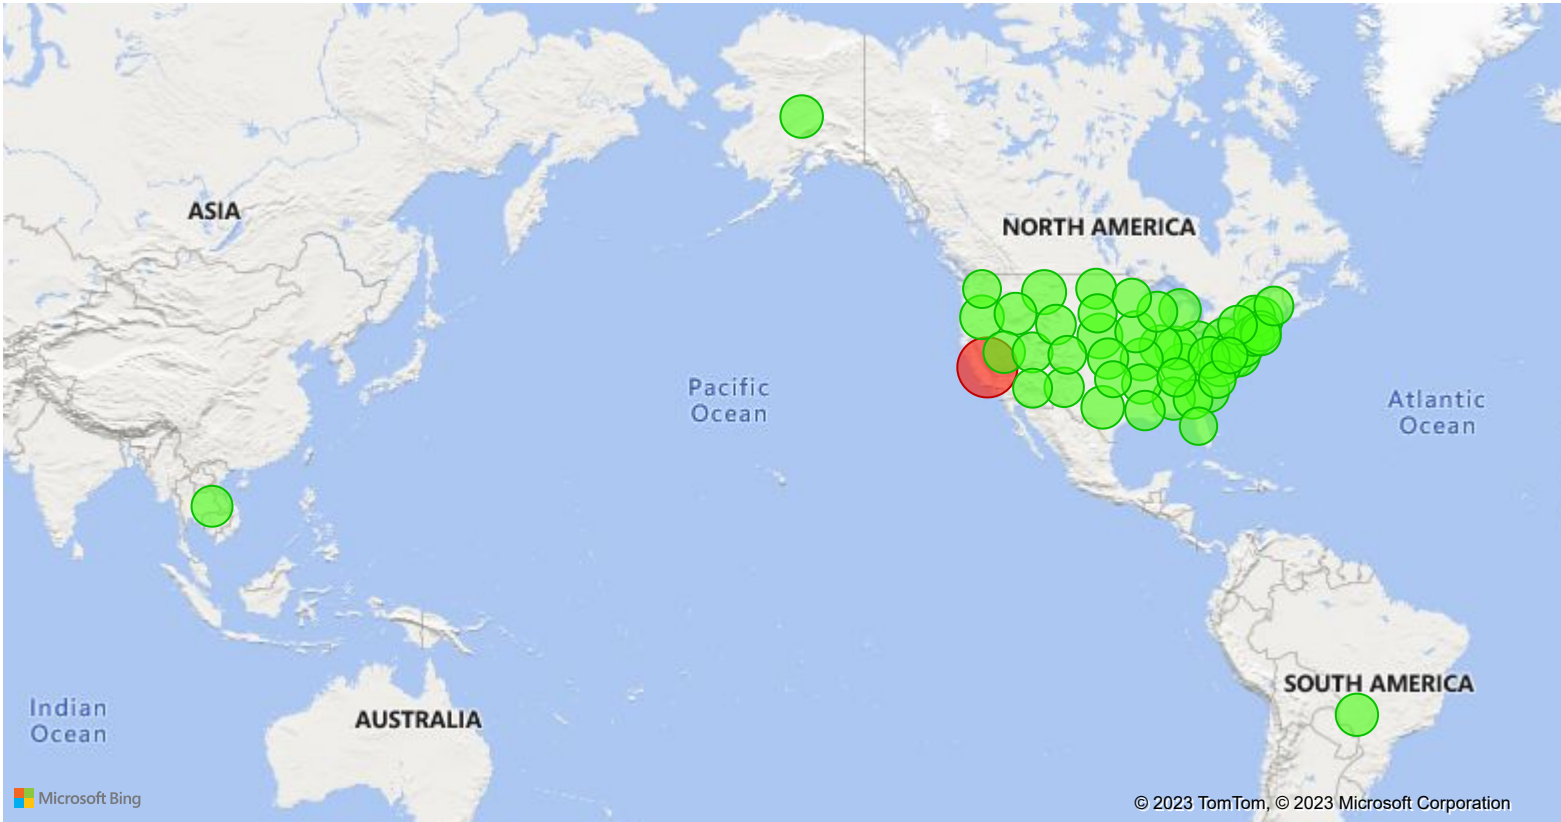 ASIA
NORTH AMERICA
Pacific
Ocean
Atlantic
Ocean
SOUTH AMERICA
Indian
Ocean
AUSTRALIA
Microsoft Bing
© 2023 TomTom, © 2023 Microsoft Corporation